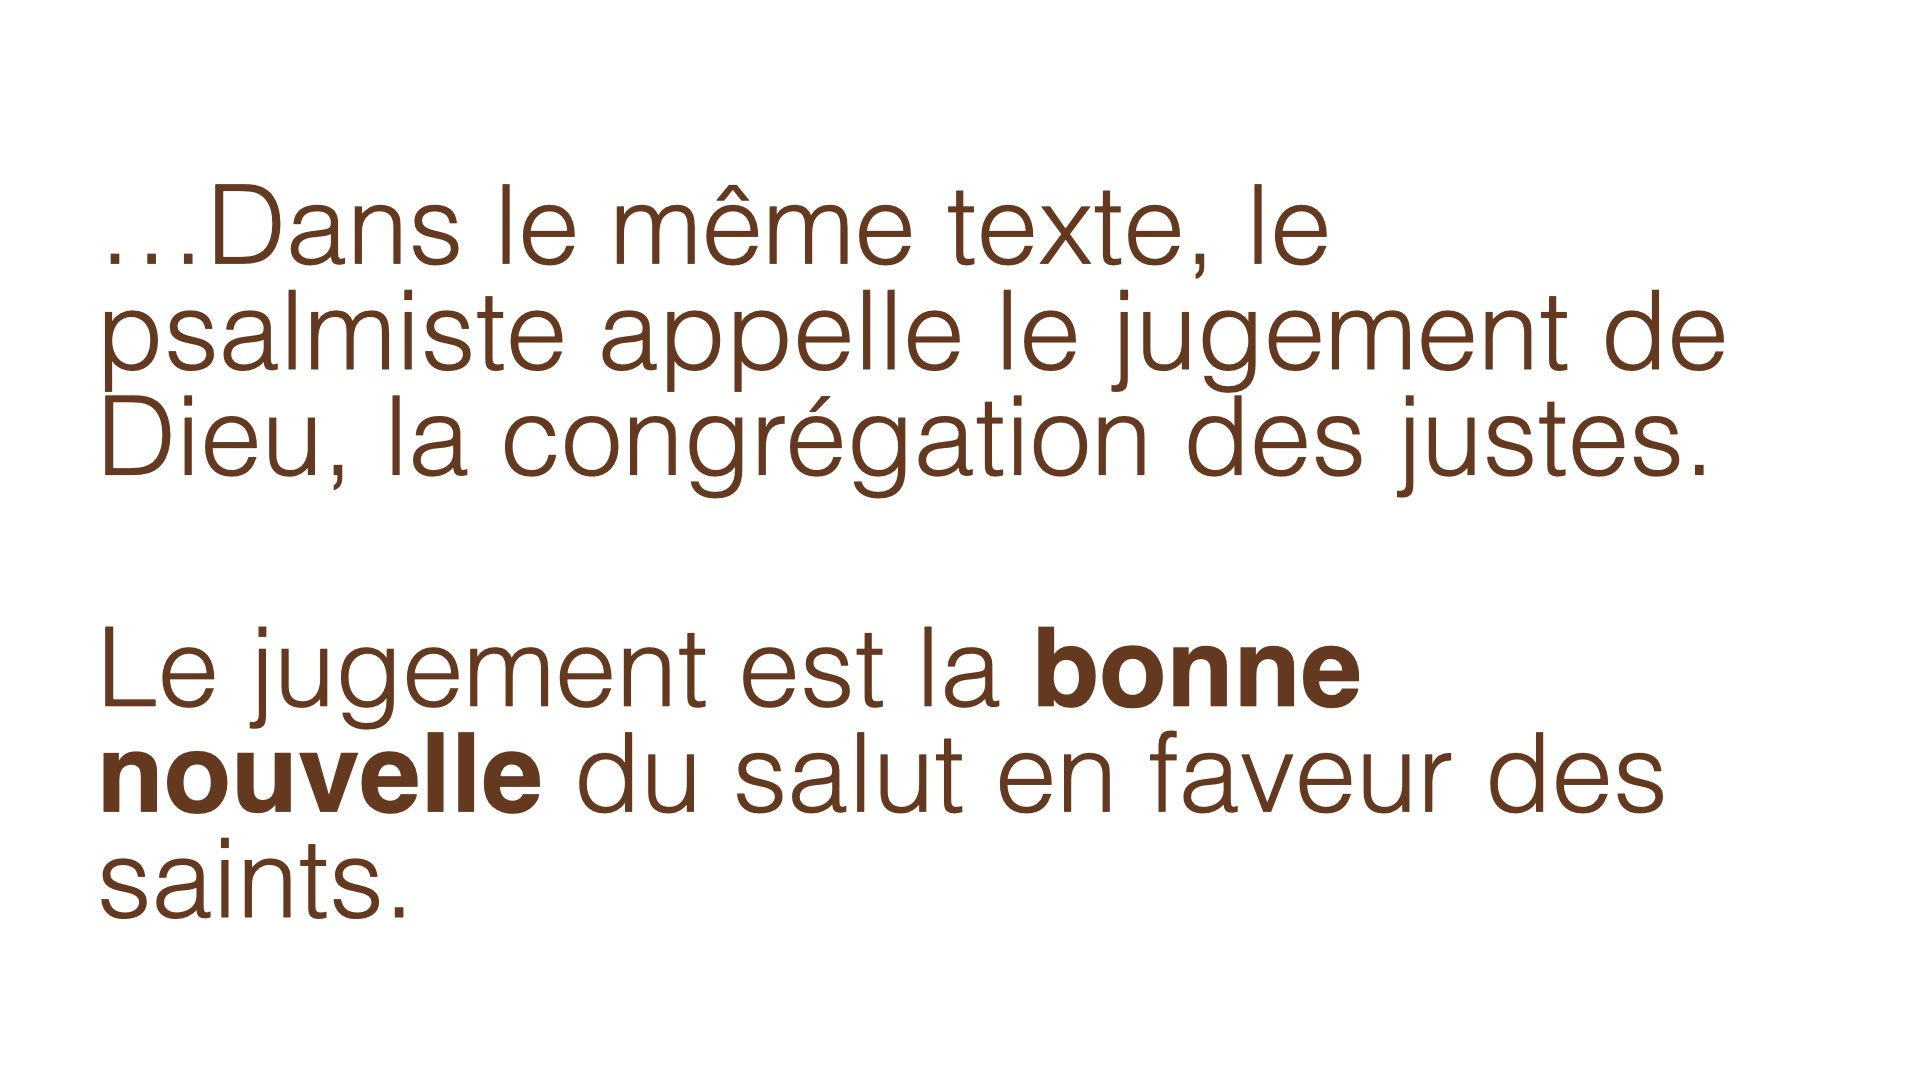 …Dans le même texte, le
psalmiste appelle le jugement de
Dieu, la congrégation des justes.
Le jugement est la bonne
nouvelle du salut en faveur des
saints.